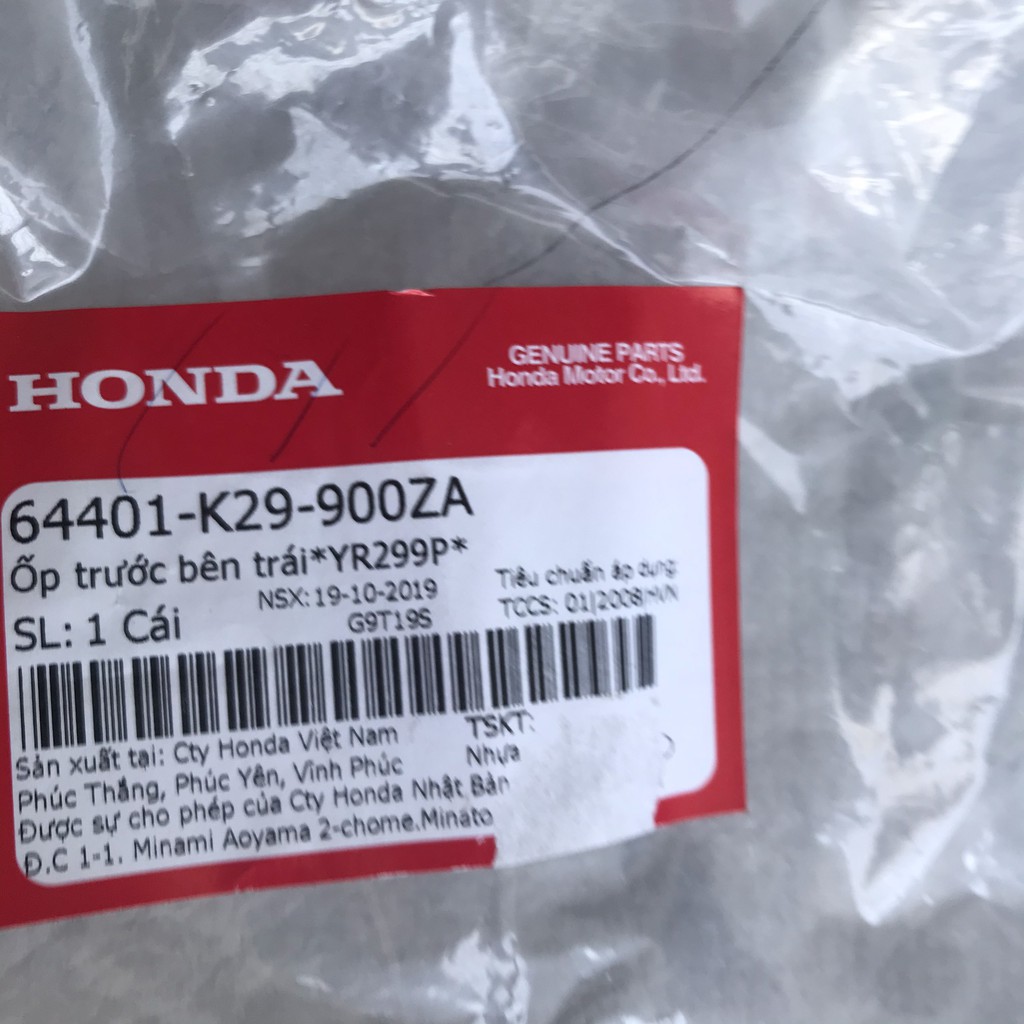 HONDA
GENUINE PARTS
Honda Motor Co., Ltd.
64401-K29-900ZA
Ốp trước bên trái*YR299P*
NSX: 19-10-2019
Tiêu chuẩn áp dụng:
SL: 1 Cái
G9T19S
TCCS: 01|2008/HVN
Sản xuất tại: Cty Honda Việt Nam
TSKT:
Phúc Thắng, Phúc Yên, Vĩnh Phúc
Nhựa
Được sự cho phép của Cty Honda Nhật Bản
Đ.C 1-1. Minami Aoyama 2-chome.Minato